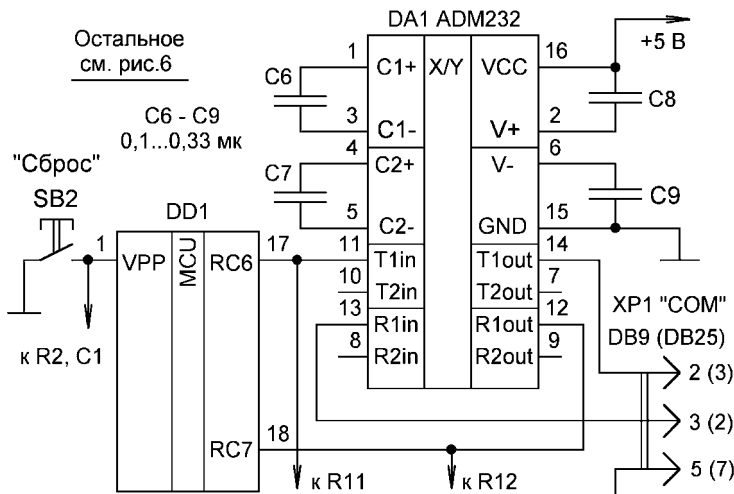 DA1 ADM232
Остальное
см. рис.6
1
16
+5 В
C6
C1+
X/Y
VCC
C8
C6 - C9
0,1...0,33 мк
3
C1-
V+
2
4
C2+
V-
6
"Сброс"
SB2
C7
C9
DD1
5
C2-
GND
15
1
VPP
MCU
RC6
17
11
T1in
T1out
14
10
T2in
T2out
7
13
R1in
R1out
12
XP1 "COM"
DB9 (DB25)
к R2, C1
8
R2in
R2out
9
2 (3)
3 (2)
RC7
18
5 (7)
к R11
к R12